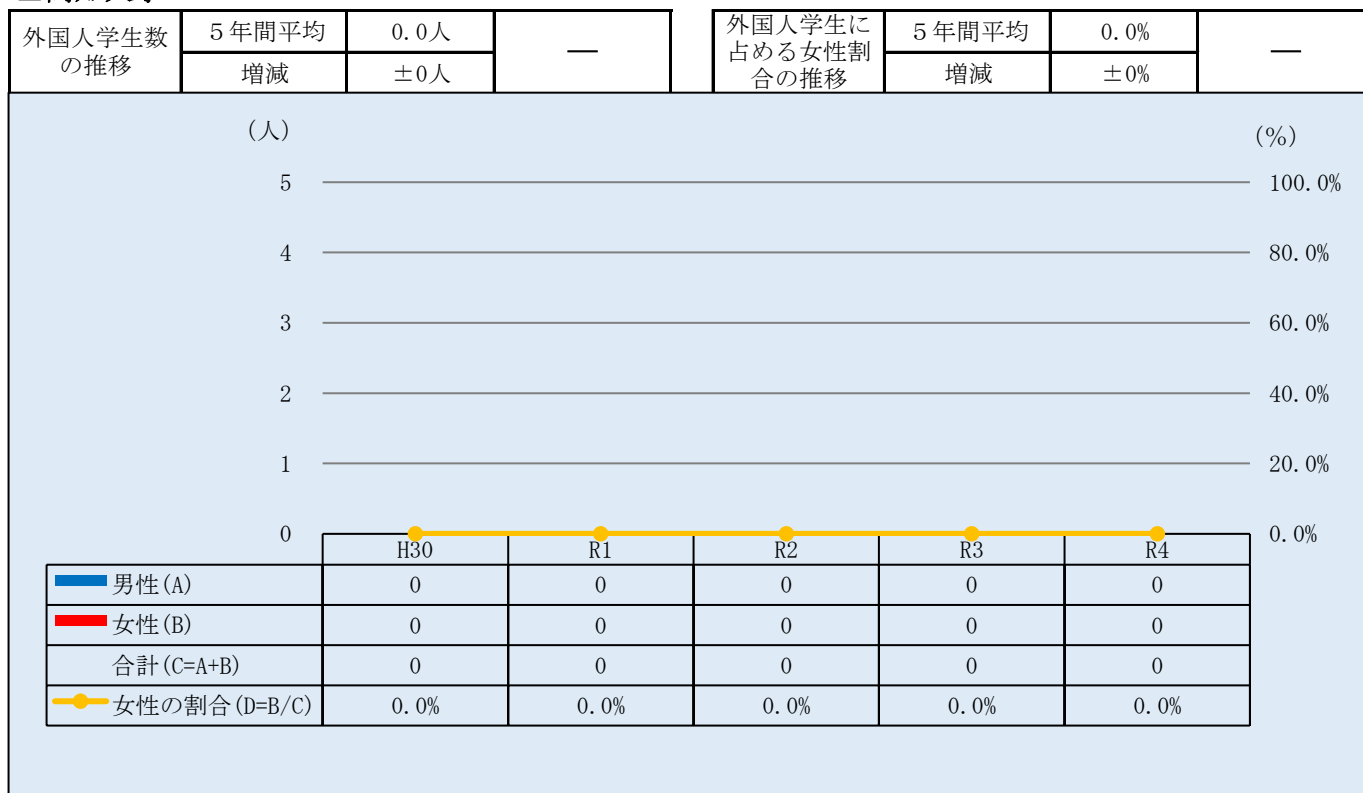 外国人学生数の推移 5年間平均 0.0人 ―
増減 ±0人
外国人学生に占める女性割合の推移 5年間平均 0.0% ―
増減 ±0%
(人) (%)
5 100.0%
4 80.0%
3 60.0%
2 40.0%
1 20.0%
0 0.0%
H30 R1 R2 R3 R4
男性(A) 0 0 0 0 0
女性(B) 0 0 0 0 0
合計(C=A+B) 0 0 0 0 0
女性の割合(D=B/C) 0.0% 0.0% 0.0% 0.0% 0.0%